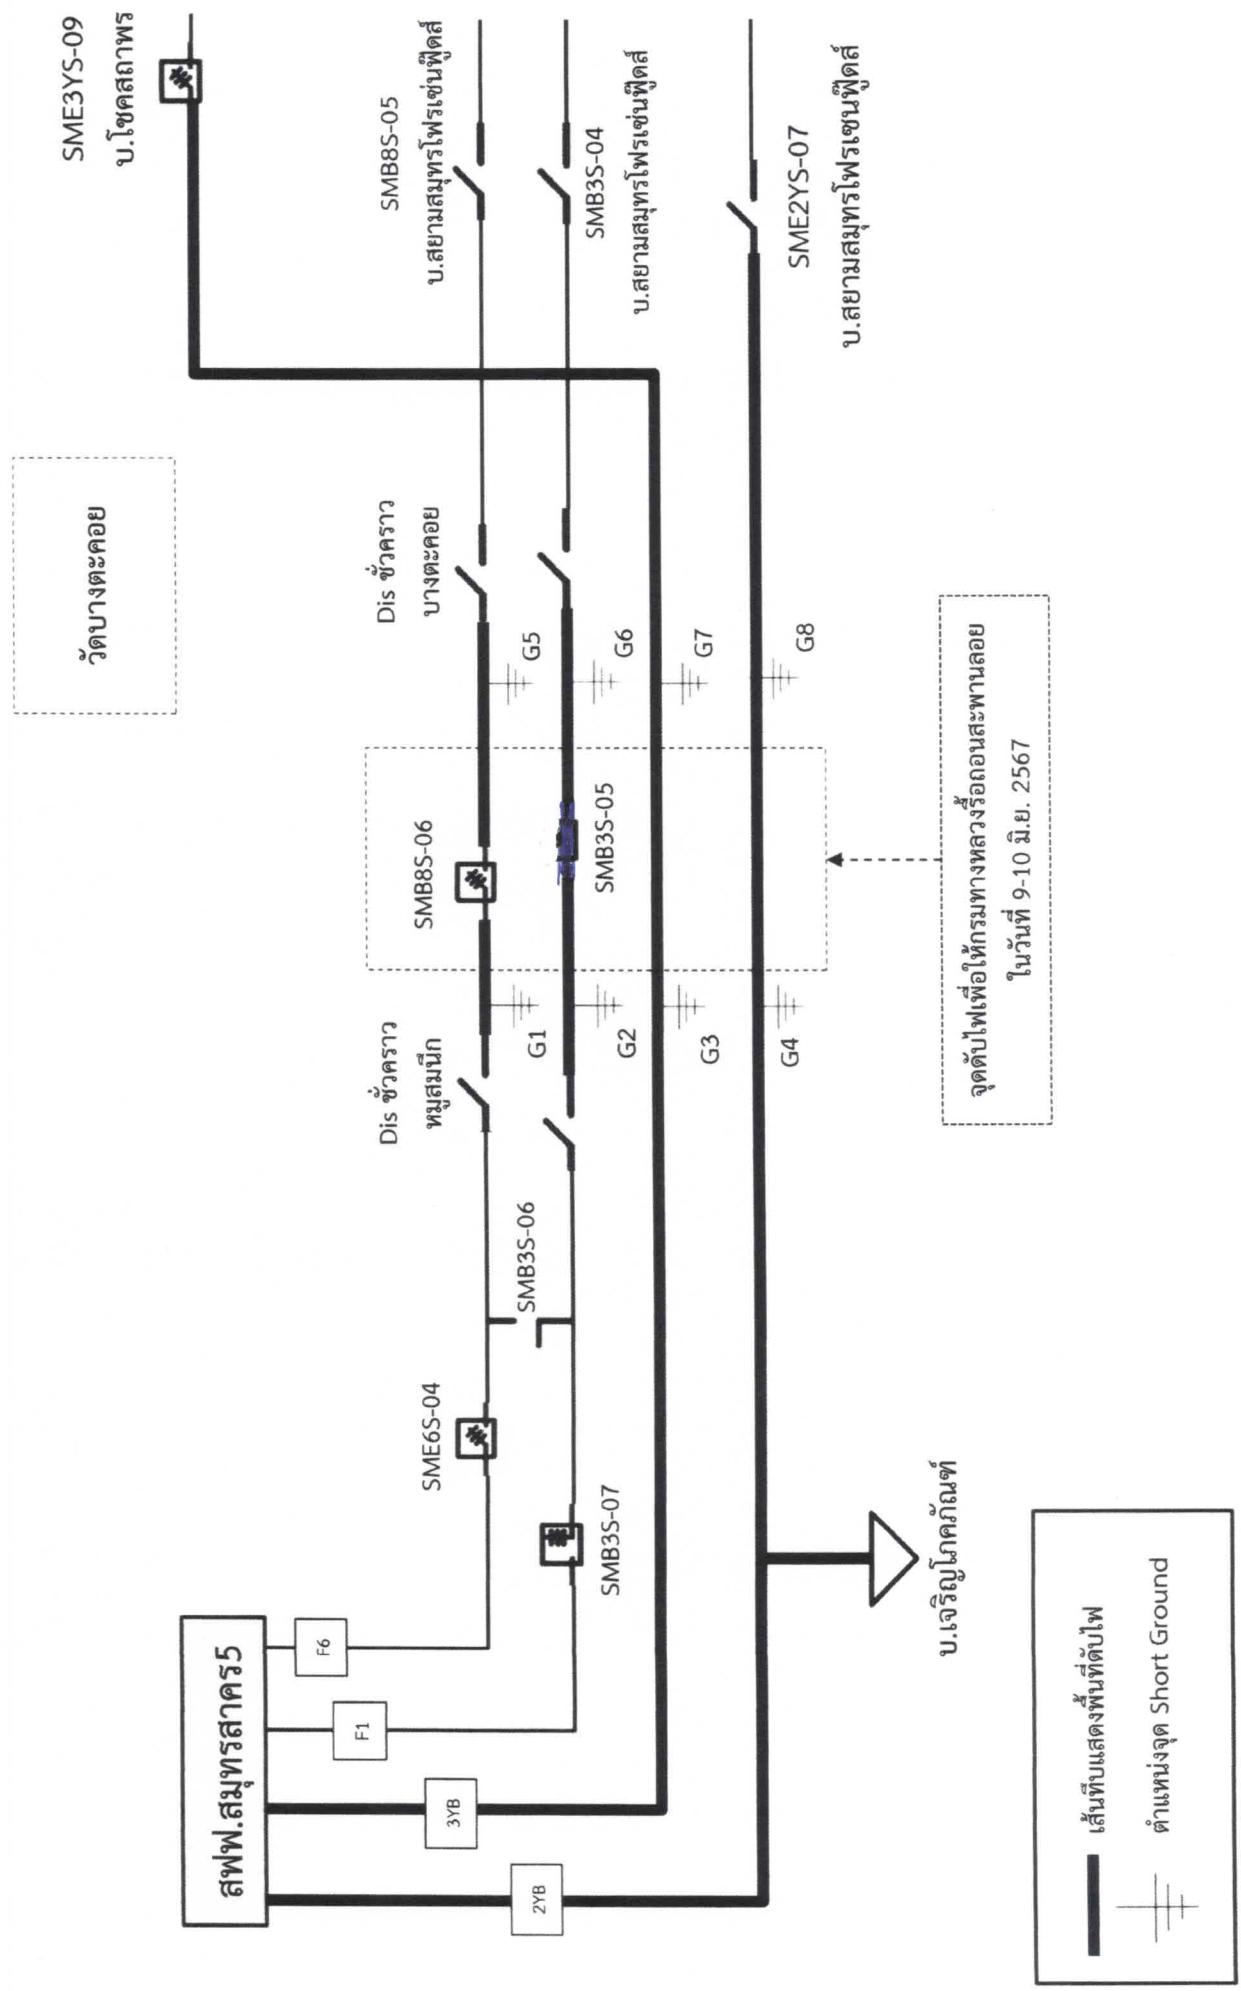 สฟฟ.สมุทรสาคร5
F6
F1
3YB
2YB
SME6S-04
SMB3S-07
SMB3S-06
Dis ชั่วคราว
หมูสมนึก
G1
G2
G3
G4
SMB8S-06
SMB3S-05
G5
G6
G7
G8
Dis ชั่วคราว
บางตะคอย
วัดบางตะคอย
SME3YS-09
บ.โชคสถาพร
SMB8S-05
บ.สยามสมุทรโฟรเซ่นฟู๊ดส์
SMB3S-04
บ.สยามสมุทรโฟรเซ่นฟู๊ดส์
SME2YS-07
บ.สยามสมุทรโฟรเซนฟู๊ดส์
บ.เจริญโภคภัณฑ์
จุดดับไฟเพื่อให้กรมทางหลวงรื้อถอนสะพานลอย
ในวันที่ 9-10 มิ.ย. 2567
เส้นทึบแสดงพื้นที่ดับไฟ
ตำแหน่งจุด Short Ground